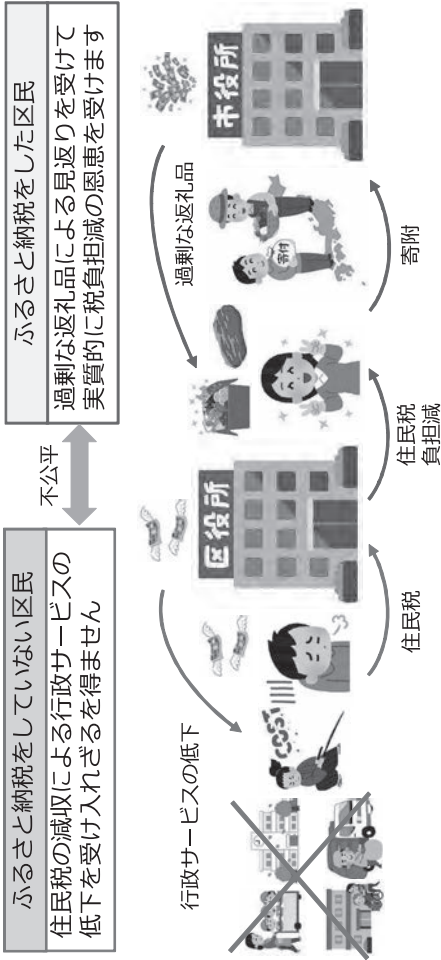 ふるさと納税をしていない区民
住民税の減収による行政サービスの
低下を受け入れざるを得ません
不公平
ふるさと納税をした区民
過剰な返礼品による見返りを受けて
実質的に税負担減の恩恵を受けます
行政サービスの低下
区役所
過剰な返礼品
市役所
寄付
住民税
住民税
負担減
寄附